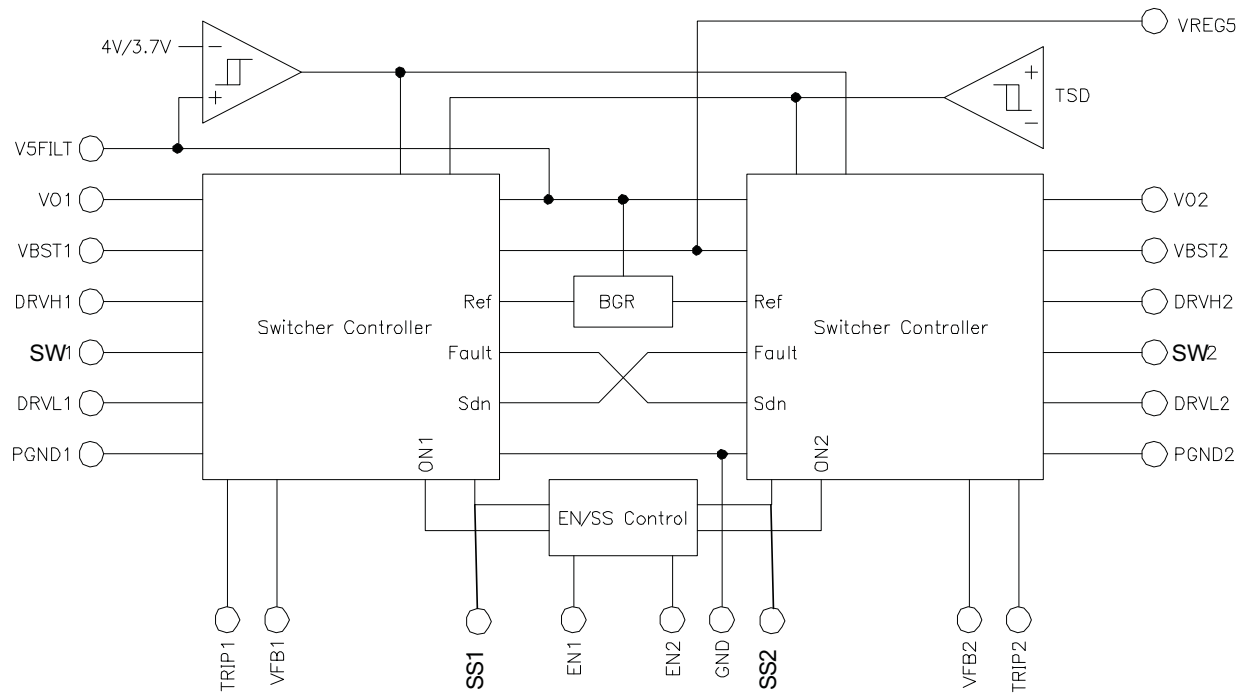 VREG5
4V/3.7V
−
+
+
−
TSD
V5FILT
VO1
VO2
VBST1
VBST2
DRVH1
Ref
BGR
Ref
DRVH2
Switcher Controller
Switcher Controller
SW1
Fault
Fault
SW2
DRVL1
Sdn
Sdn
DRVL2
PGND1
ON1
ON2
PGND2
EN/SS Control
TRIP1
VFB1
SS1
EN1
EN2
GND
SS2
VFB2
TRIP2